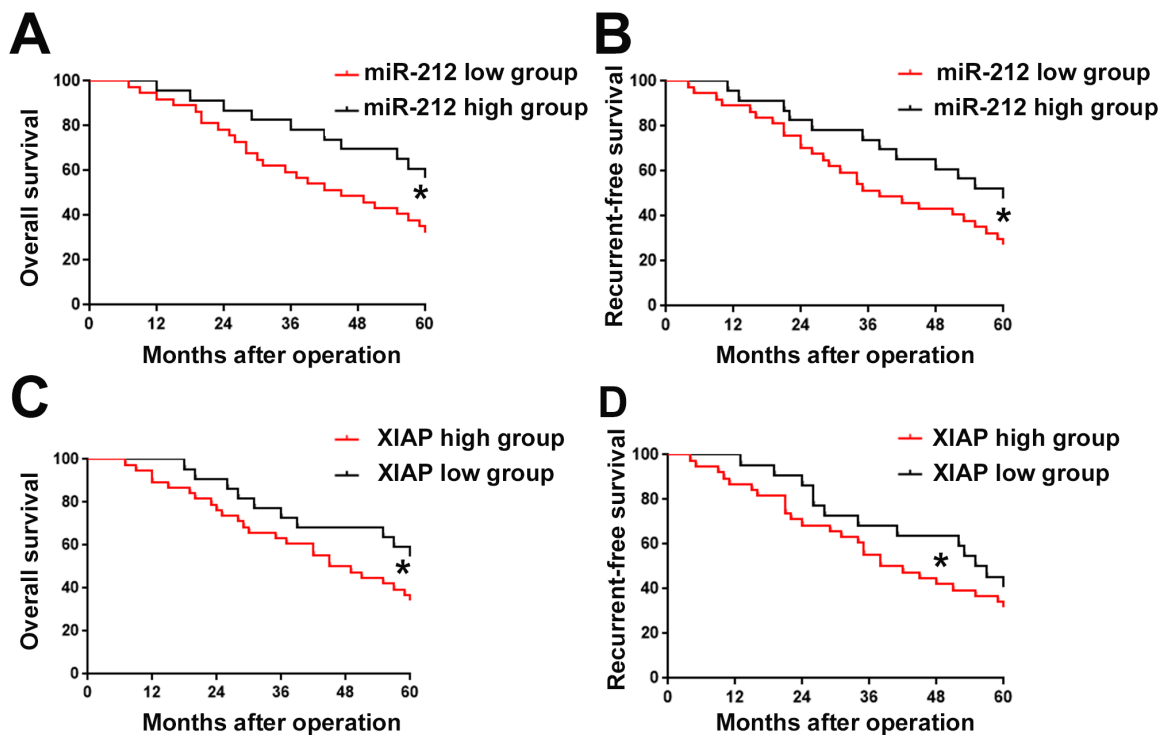 A
miR-212 low group
miR-212 high group
Overall survival
100
80
60
40
20
0
*
0 12 24 36 48 60
Months after operation
B
miR-212 low group
miR-212 high group
Recurrent-free survival
100
80
60
40
20
0
*
0 12 24 36 48 60
Months after operation
C
XIAP high group
XIAP low group
Overall survival
100
80
60
40
20
0
*
0 12 24 36 48 60
Months after operation
D
XIAP high group
XIAP low group
Recurrent-free survival
100
80
60
40
20
0
*
0 12 24 36 48 60
Months after operation